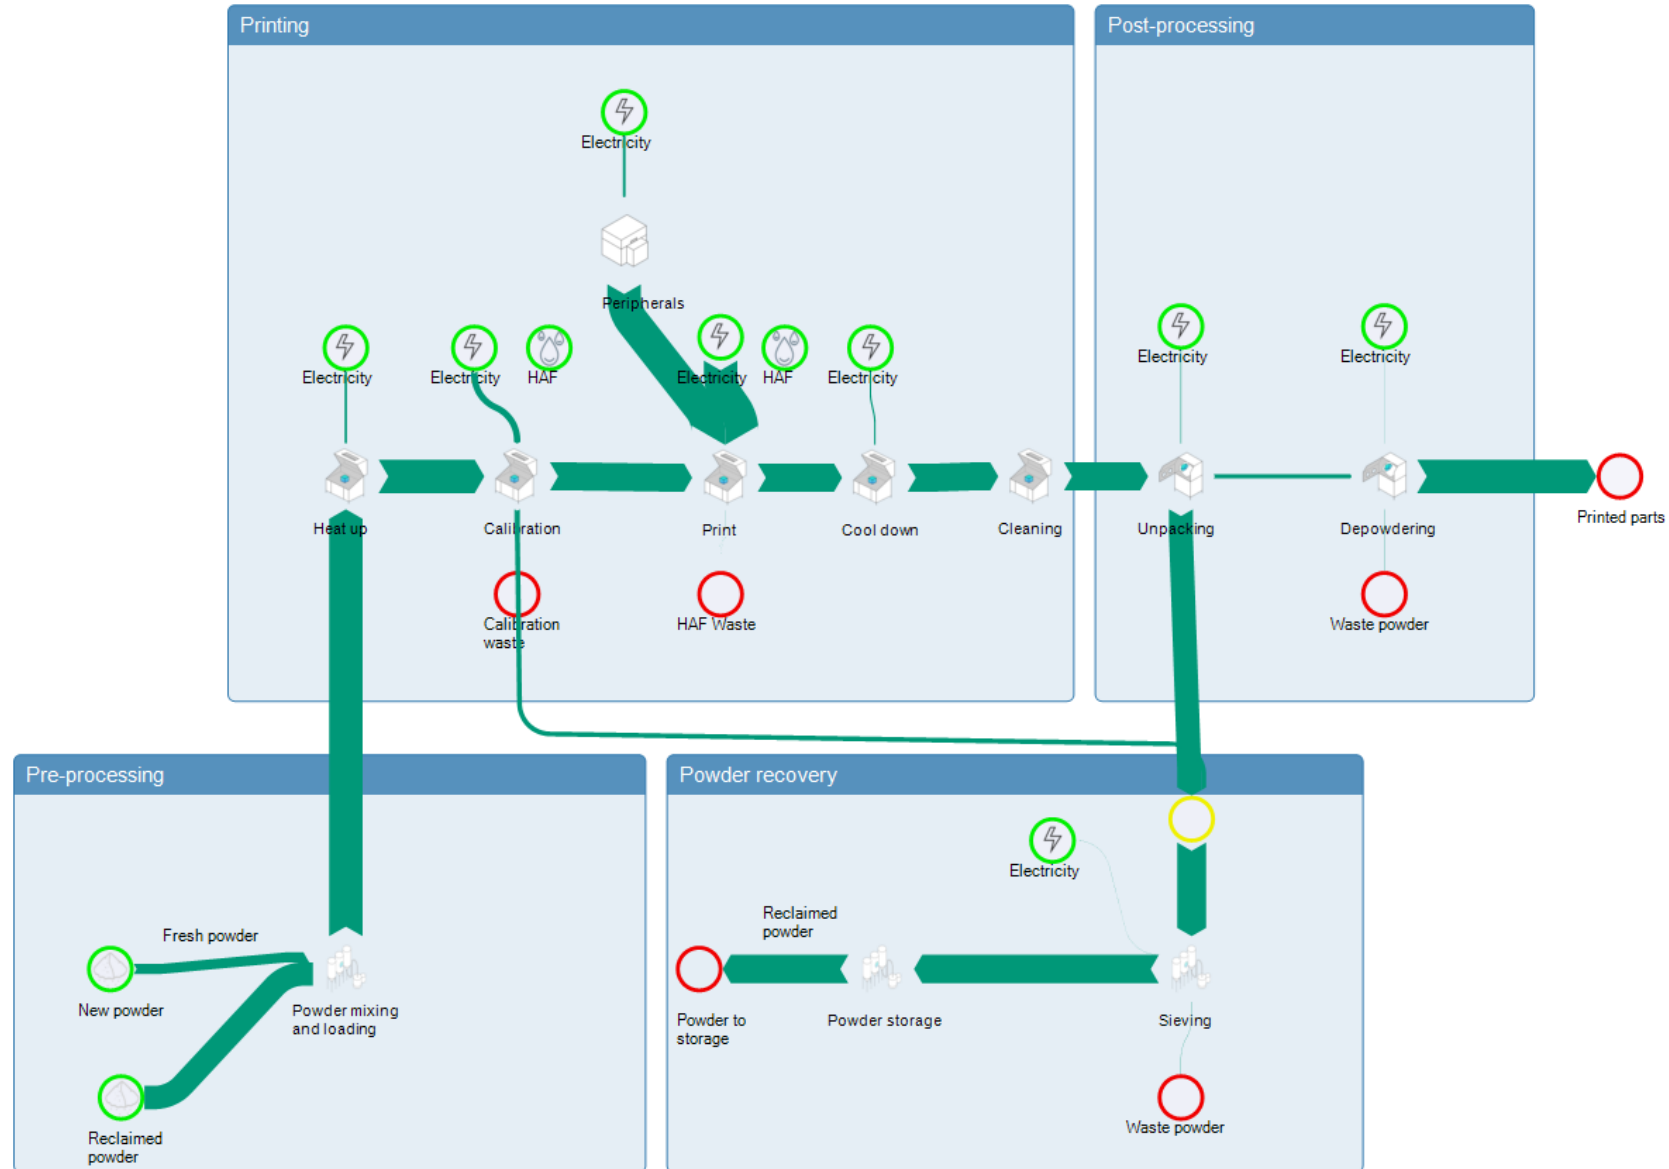 Printing
Post-processing
Electricity
Peripherals
Electricity
Electricity
HAF
Electricity
HAF
Electricity
Electricity
Electricity
Heat up
Calibration
Print
Cool down
Cleaning
Unpacking
Depowdering
Printed parts
Calibration
waste
HAF Waste
Waste powder
Pre-processing
Powder recovery
Electricity
Fresh powder
Reclaimed
powder
New powder
Powder mixing
and loading
Powder to
storage
Powder storage
Sieving
Reclaimed
powder
Waste powder